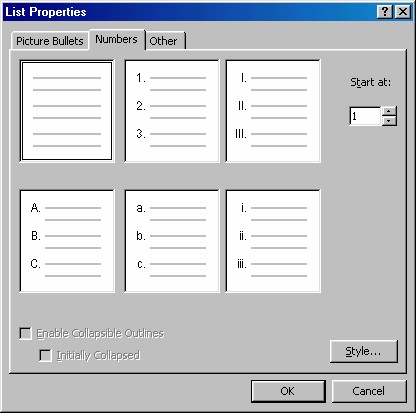 List Properties
Picture Bullets Numbers Other
1. 2. 3.
I. II. III.
Start at:
1
A. B. C.
a. b. c.
i. ii. iii.
Enable Collapsible Outlines
Initially Collapsed
Style...
OK Cancel